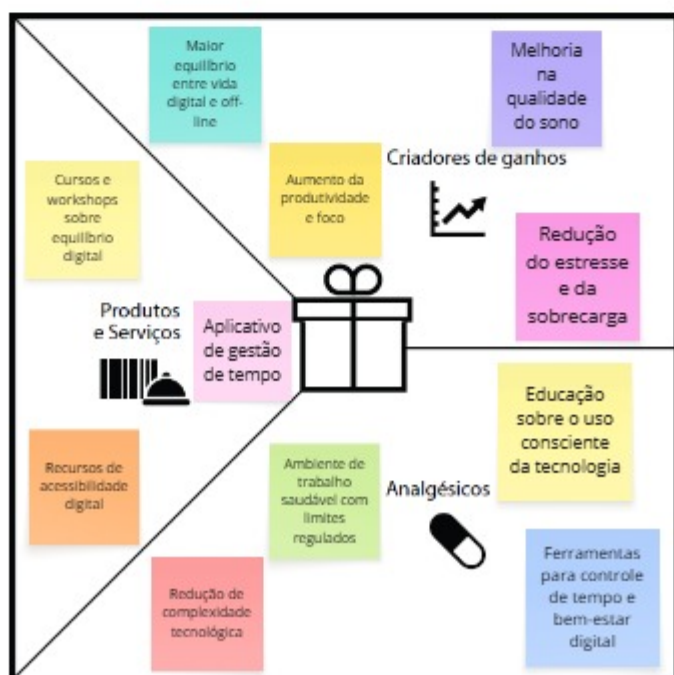 Maior
equilíbrio
entre vida
digital e off-
line
Melhoria
na
qualidade
do sono
Criadores de ganhos
Aumento da
produtividade
e foco
Cursos e
workshops
sobre
equilíbrio
digital
Redução
do estresse
e da
sobrecarga
Produtos
e Serviços
Aplicativo
de gestão
de tempo
Educação
sobre o uso
consciente
da tecnologia
Recursos de
acessibilidade
digital
Ambiente de
trabalho
saudável com
limites
regulados
Analgésicos
Redução de
complexidade
tecnológica
Ferramentas
para controle
de tempo e
bem-estar
digital